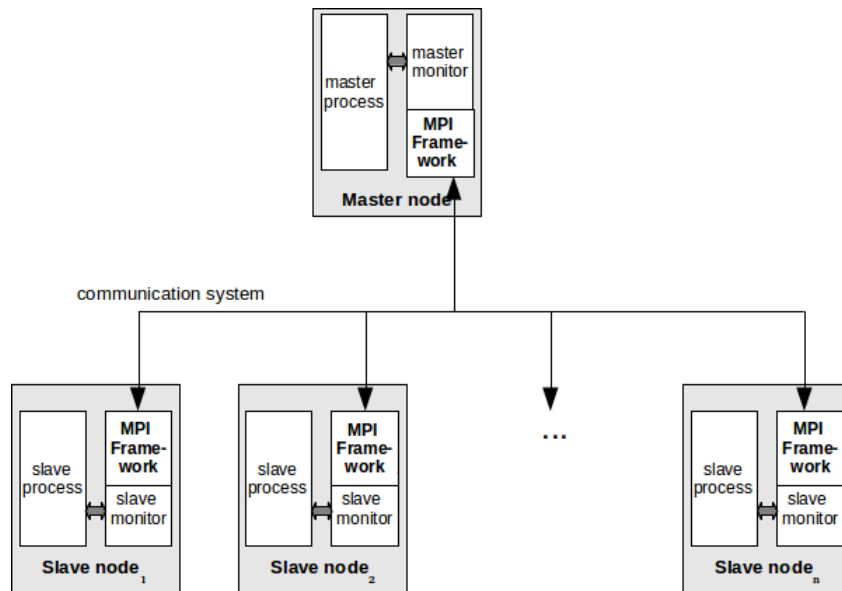 master
process
master
monitor
MPI
Frame-
work
Master node
communication system
slave
process
MPI
Frame-
work
slave
monitor
Slave node1
slave
process
MPI
Frame-
work
slave
monitor
Slave node2
...
slave
process
MPI
Frame-
work
slave
monitor
Slave noden